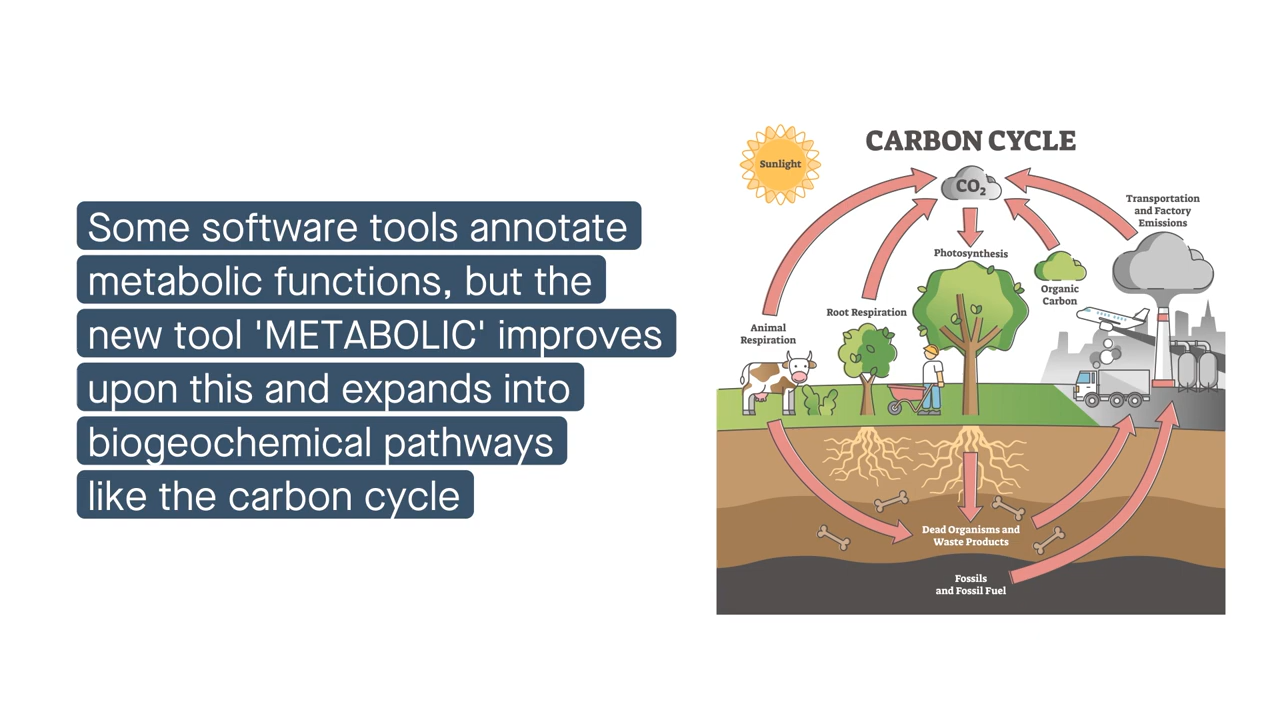 Some software tools annotate
metabolic functions, but the
new tool 'METABOLIC' improves
upon this and expands into
biogeochemical pathways
like the carbon cycle
CARBON CYCLE
Sunlight
CO₂
Transportation
and Factory
Emissions
Photosynthesis
Organic
Carbon
Root Respiration
Animal
Respiration
Dead Organisms and
Waste Products
Fossils
and Fossil Fuel